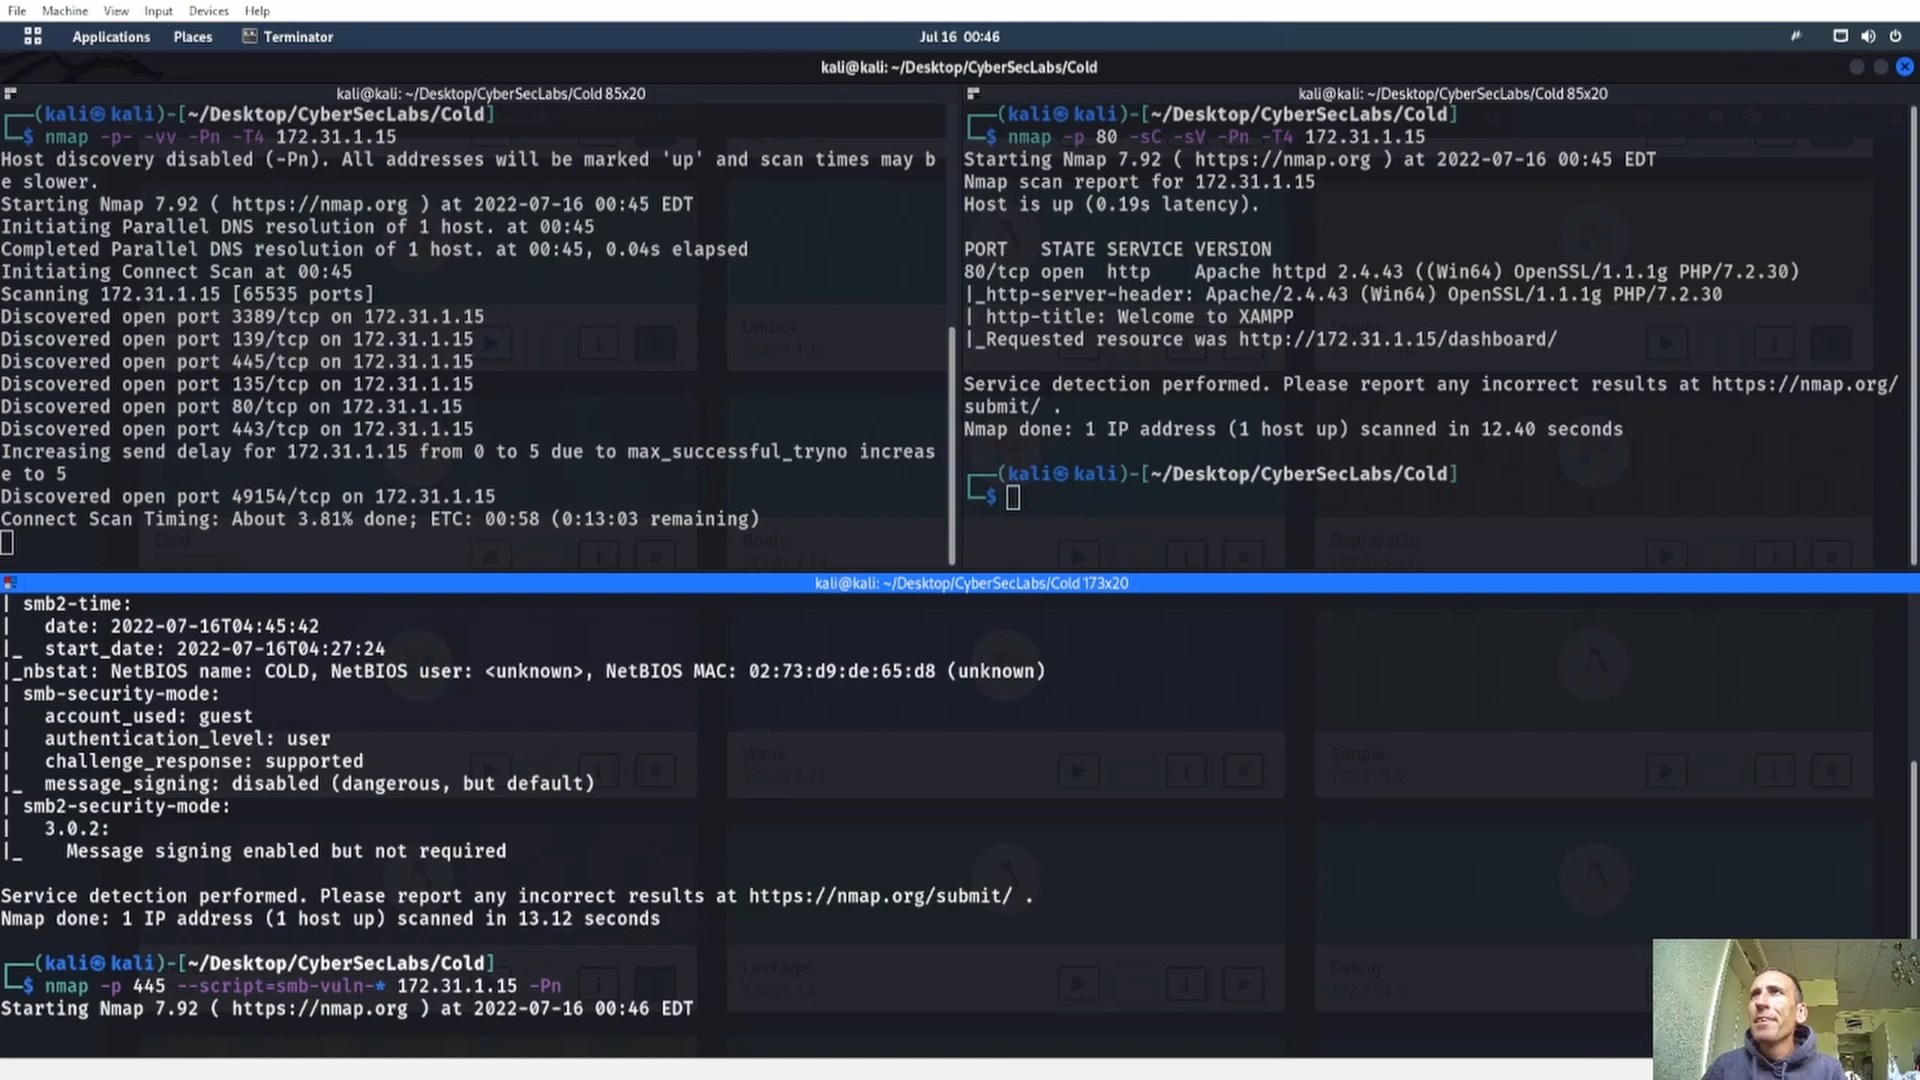 File Machine View Input Devices Help
Applications Places Terminator Jul 16 00:46
kali@kali: ~/Desktop/CyberSecLabs/Cold
kali@kali: ~/Desktop/CyberSecLabs/Cold 85x20
(kali㉿kali)-[~/Desktop/CyberSecLabs/Cold]
$ nmap -p- -vv -Pn -T4 172.31.1.15
Host discovery disabled (-Pn). All addresses will be marked 'up' and scan times may b
e slower.
Starting Nmap 7.92 ( https://nmap.org ) at 2022-07-16 00:45 EDT
Initiating Parallel DNS resolution of 1 host. at 00:45
Completed Parallel DNS resolution of 1 host. at 00:45, 0.04s elapsed
Initiating Connect Scan at 00:45
Scanning 172.31.1.15 [65535 ports]
Discovered open port 3389/tcp on 172.31.1.15
Discovered open port 139/tcp on 172.31.1.15
Discovered open port 445/tcp on 172.31.1.15
Discovered open port 135/tcp on 172.31.1.15
Discovered open port 80/tcp on 172.31.1.15
Discovered open port 443/tcp on 172.31.1.15
Increasing send delay for 172.31.1.15 from 0 to 5 due to max_successful_tryno increas
e to 5
Discovered open port 49154/tcp on 172.31.1.15
Connect Scan Timing: About 3.81% done; ETC: 00:58 (0:13:03 remaining)
kali@kali: ~/Desktop/CyberSecLabs/Cold 85x20
(kali㉿kali)-[~/Desktop/CyberSecLabs/Cold]
$ nmap -p 80 -sC -sV -Pn -T4 172.31.1.15
Starting Nmap 7.92 ( https://nmap.org ) at 2022-07-16 00:45 EDT
Nmap scan report for 172.31.1.15
Host is up (0.19s latency).
PORT STATE SERVICE VERSION
80/tcp open http Apache httpd 2.4.43 ((Win64) OpenSSL/1.1.1g PHP/7.2.30)
|_http-server-header: Apache/2.4.43 (Win64) OpenSSL/1.1.1g PHP/7.2.30
| http-title: Welcome to XAMPP
|_Requested resource was http://172.31.1.15/dashboard/
Service detection performed. Please report any incorrect results at https://nmap.org/
submit/ .
Nmap done: 1 IP address (1 host up) scanned in 12.40 seconds
(kali㉿kali)-[~/Desktop/CyberSecLabs/Cold]
$
Cold
Deployable
kali@kali: ~/Desktop/CyberSecLabs/Cold 173x20
| smb2-time:
| date: 2022-07-16T04:45:42
|_ start_date: 2022-07-16T04:27:24
|_nbstat: NetBIOS name: COLD, NetBIOS user: <unknown>, NetBIOS MAC: 02:73:d9:de:65:d8 (unknown)
| smb-security-mode:
| account_used: guest
| authentication_level: user
| challenge_response: supported
|_ message_signing: disabled (dangerous, but default)
| smb2-security-mode:
| 3.0.2:
|_ Message signing enabled but not required
Weak
Simple
Service detection performed. Please report any incorrect results at https://nmap.org/submit/ .
Nmap done: 1 IP address (1 host up) scanned in 13.12 seconds
(kali㉿kali)-[~/Desktop/CyberSecLabs/Cold]
$ nmap -p 445 --script=smb-vuln-* 172.31.1.15 -Pn
Starting Nmap 7.92 ( https://nmap.org ) at 2022-07-16 00:46 EDT
Leakage
Debug